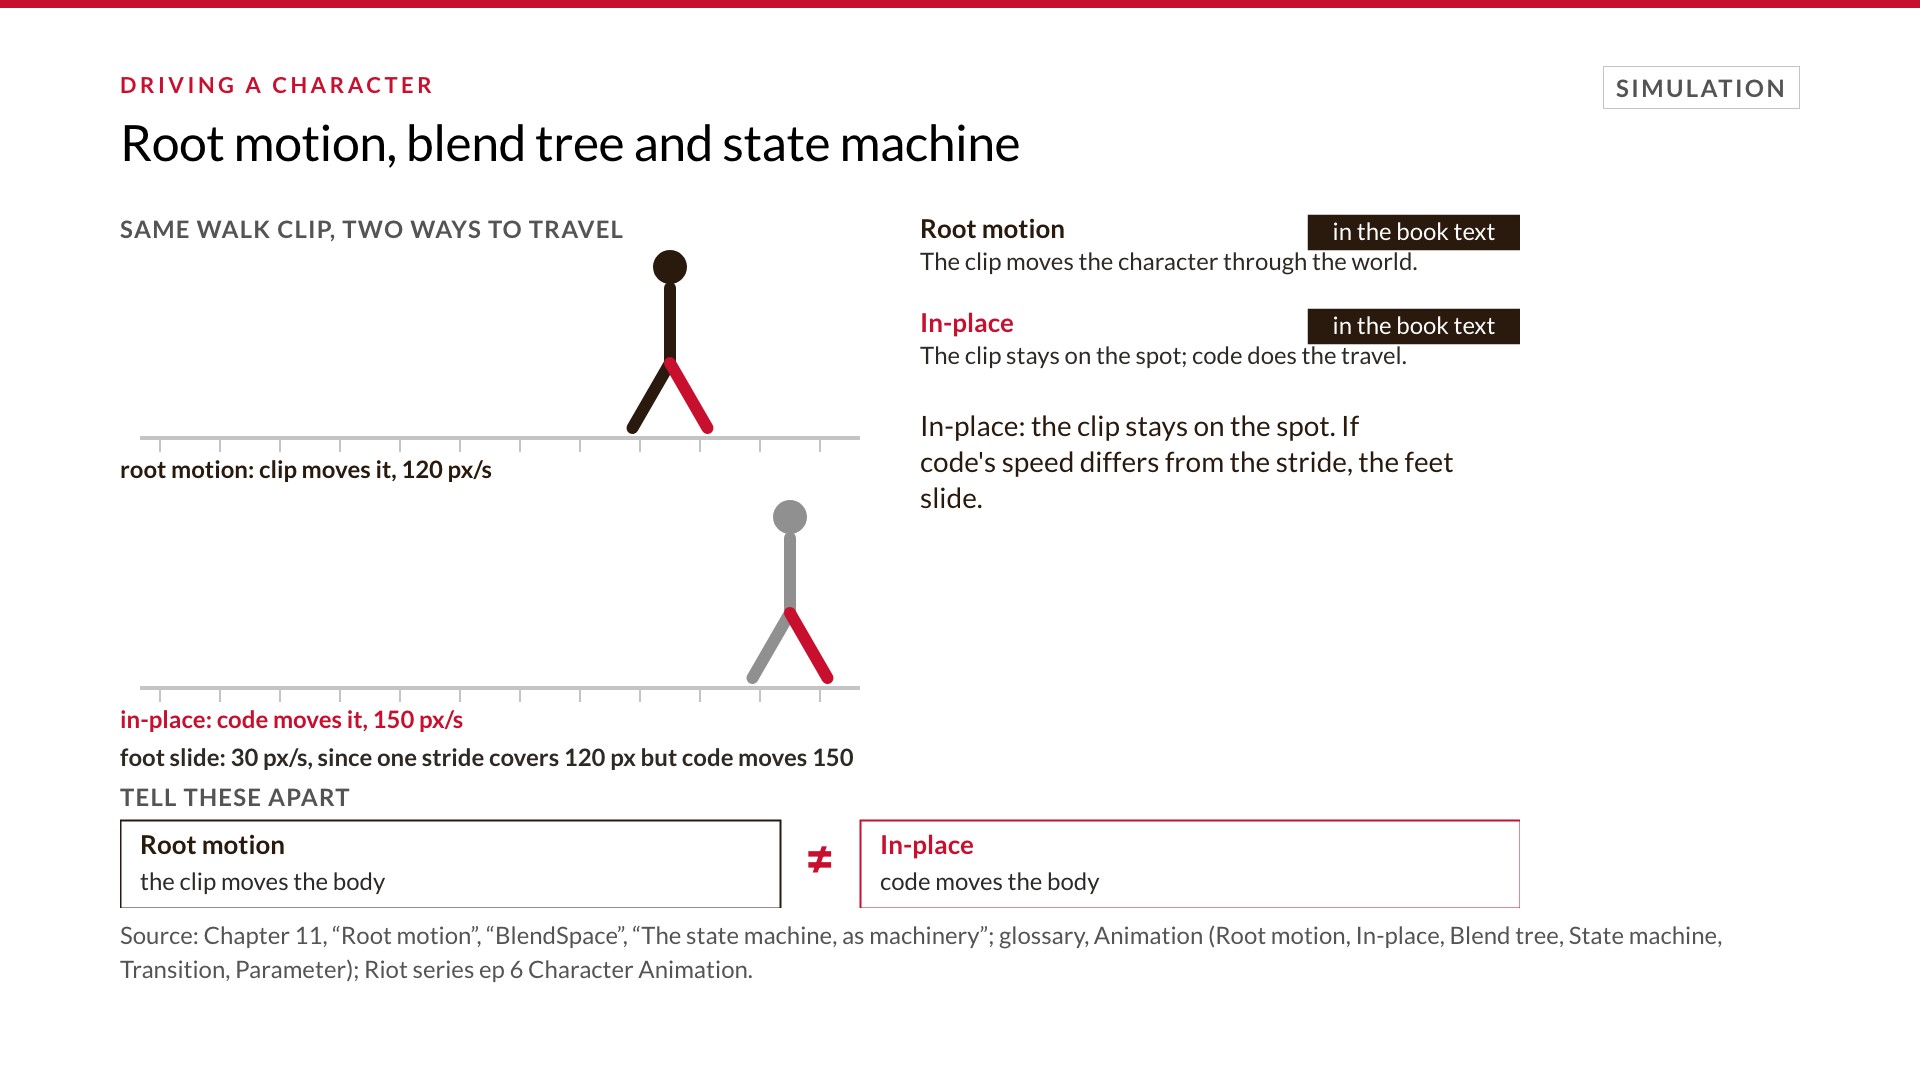 DRIVING A CHARACTER
SIMULATION
Root motion, blend tree and state machine
SAME WALK CLIP, TWO WAYS TO TRAVEL
root motion: clip moves it, 120 px/s
in-place: code moves it, 150 px/s
foot slide: 30 px/s, since one stride covers 120 px but code moves 150
Root motion
in the book text
The clip moves the character through the world.
In-place
in the book text
The clip stays on the spot; code does the travel.
In-place: the clip stays on the spot. If
code's speed differs from the stride, the feet
slide.
TELL THESE APART
Root motion
the clip moves the body
≠
In-place
code moves the body
Source: Chapter 11, “Root motion”, “BlendSpace”, “The state machine, as machinery”; glossary, Animation (Root motion, In-place, Blend tree, State machine,
Transition, Parameter); Riot series ep 6 Character Animation.